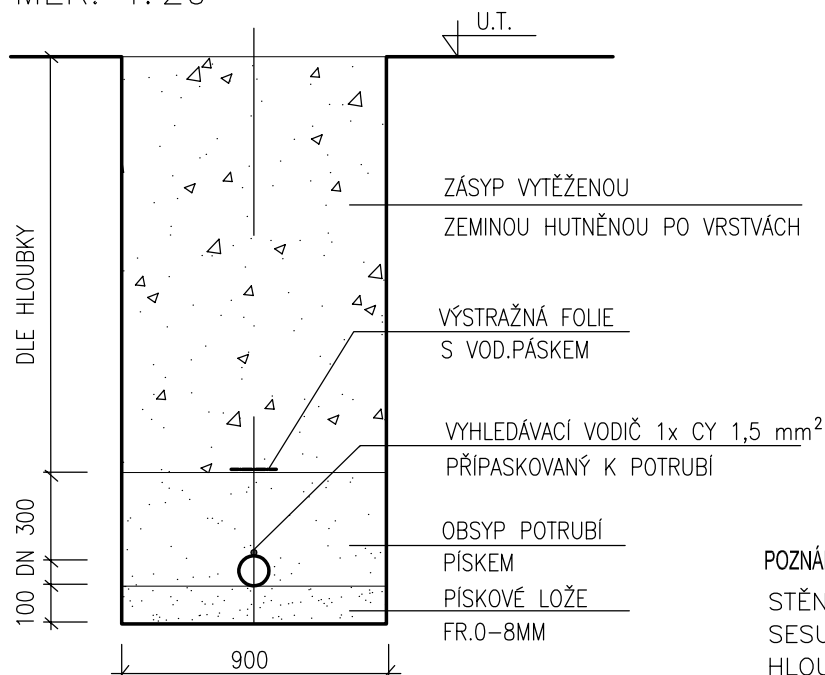 U.T.
ZÁSYP VYTĚŽENOU
ZEMINOU HUTNĚNOU PO VRSTVÁCH
DLE HLOUBKY
VÝSTRAŽNÁ FOLIE
S VOD.PÁSKEM
VYHLEDÁVACÍ VODIČ 1x CY 1,5 mm²
PŘÍPASKOVANÝ K POTRUBÍ
100 DN 300
OBSYP POTRUBÍ
PÍSKEM
PÍSKOVÉ LOŽE
FR.0-8MM
900